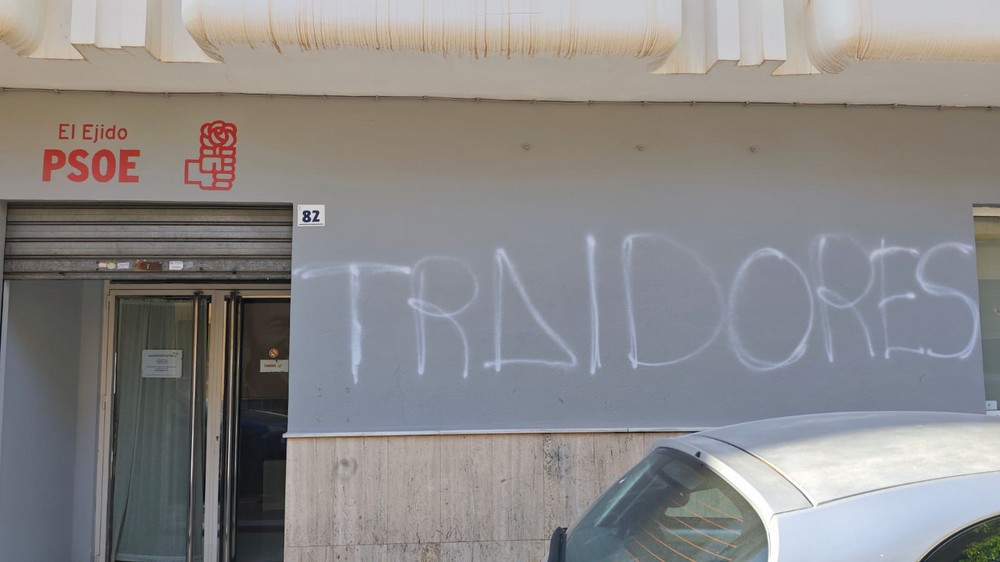 El Ejido
PSOE
82
TRAIDORES